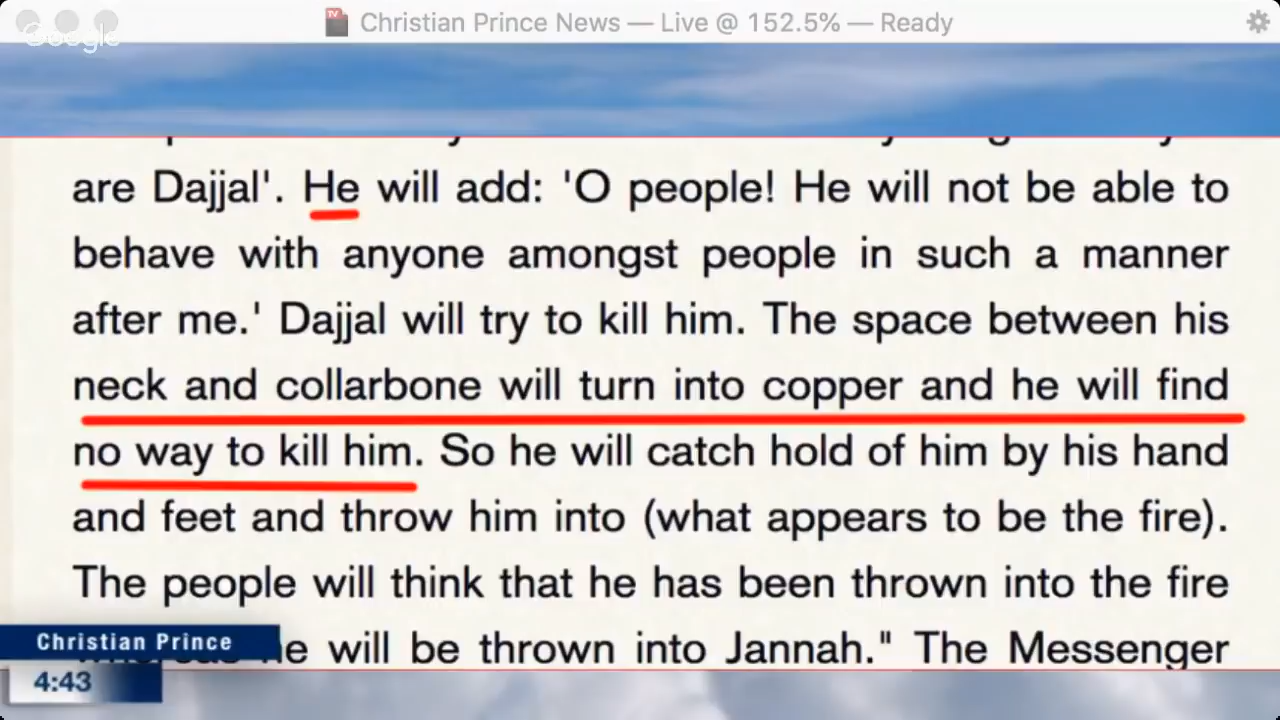 Christian Prince News — Live @ 152.5% — Ready
Google
TV
are Dajjal'. He will add: 'O people! He will not be able to
behave with anyone amongst people in such a manner
after me.' Dajjal will try to kill him. The space between his
neck and collarbone will turn into copper and he will find
no way to kill him. So he will catch hold of him by his hand
and feet and throw him into (what appears to be the fire).
The people will think that he has been thrown into the fire
he will be thrown into Jannah." The Messenger
Christian Prince
4:43